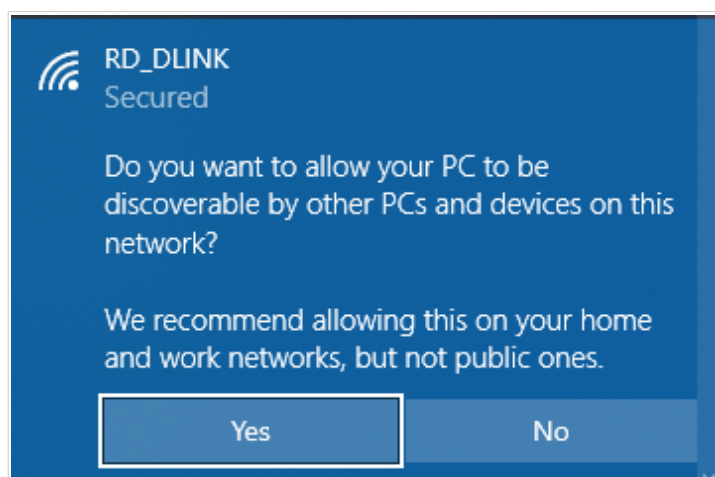 RD_DLINK
Secured
Do you want to allow your PC to be
discoverable by other PCs and devices on this
network?
We recommend allowing this on your home
and work networks, but not public ones.
Yes
No